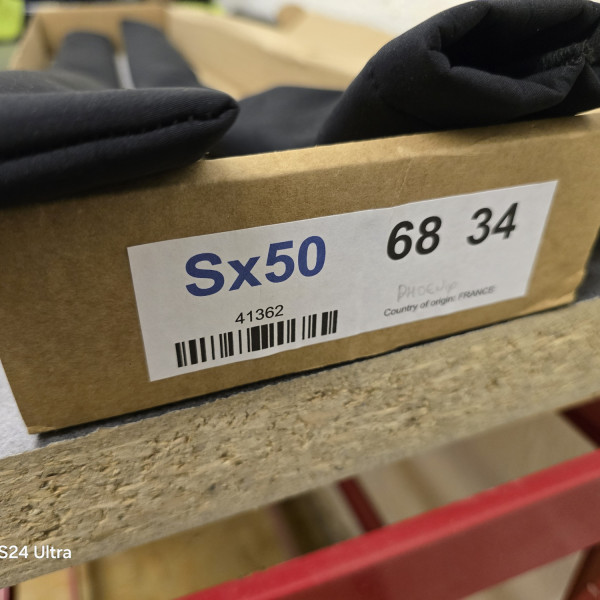 Sx50
68 34
41362
Country of origin: FRANCE
S24 Ultra